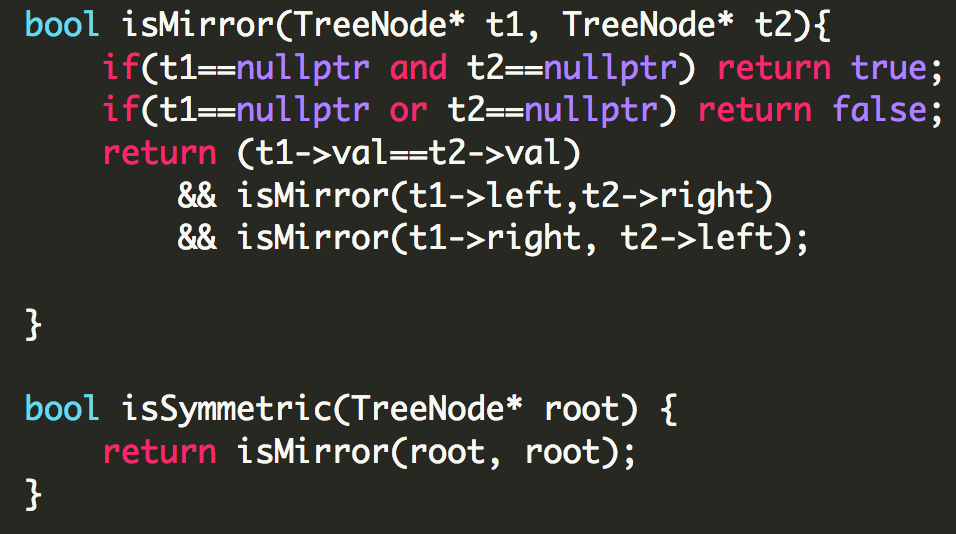 bool isMirror(TreeNode* t1, TreeNode* t2){
    if(t1==nullptr and t2==nullptr) return true;
    if(t1==nullptr or t2==nullptr) return false;
    return (t1->val==t2->val)
        && isMirror(t1->left,t2->right)
        && isMirror(t1->right, t2->left);
}
bool isSymmetric(TreeNode* root) {
    return isMirror(root, root);
}